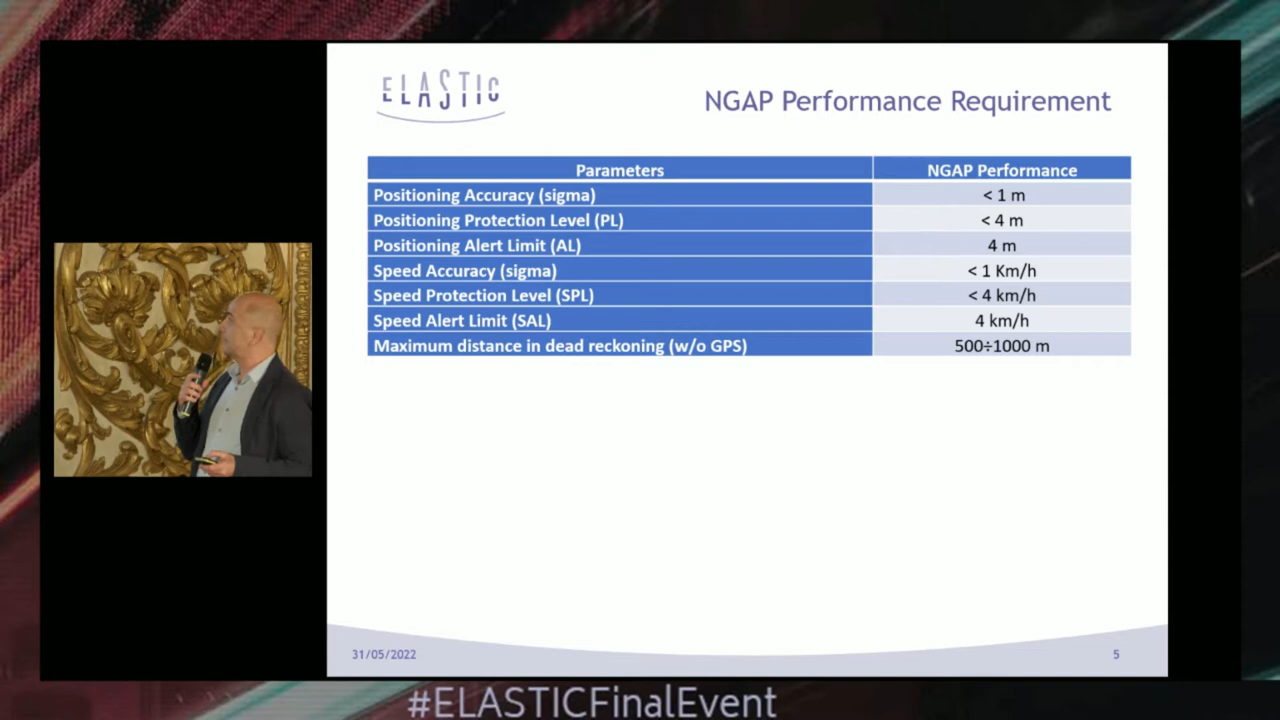 ELASTIC
NGAP Performance Requirement
Parameters NGAP Performance
Positioning Accuracy (sigma) < 1 m
Positioning Protection Level (PL) < 4 m
Positioning Alert Limit (AL) 4 m
Speed Accuracy (sigma) < 1 Km/h
Speed Protection Level (SPL) < 4 km/h
Speed Alert Limit (SAL) 4 km/h
Maximum distance in dead reckoning (w/o GPS) 500÷1000 m
31/05/2022 5
#ELASTICFinalEvent